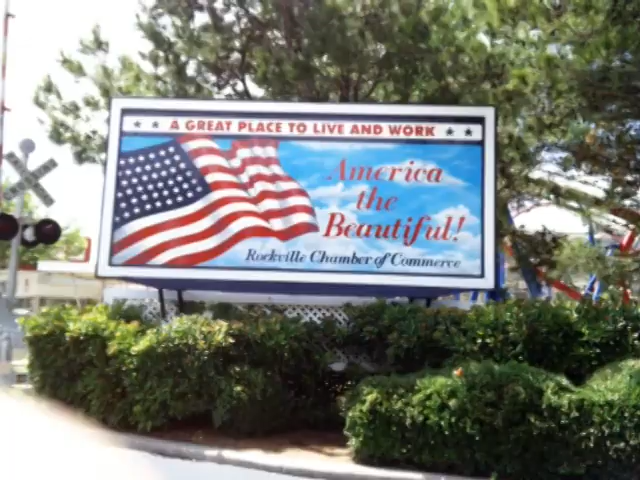 A GREAT PLACE TO LIVE AND WORK
America
the
Beautiful!
Rockville Chamber of Commerce